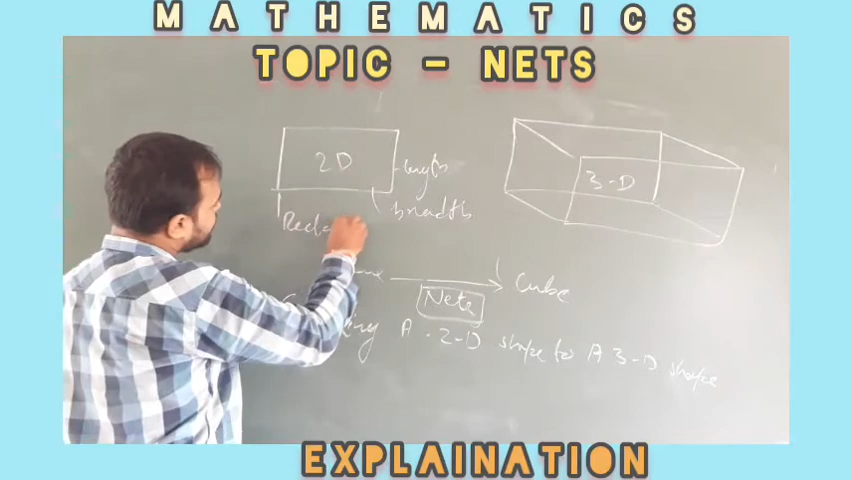 MATHEMATICS
TOPIC - NETS
2D
length
breadth
3-D
Nets
Cube
A 2-D shape to A 3-D shape
EXPLAINATION